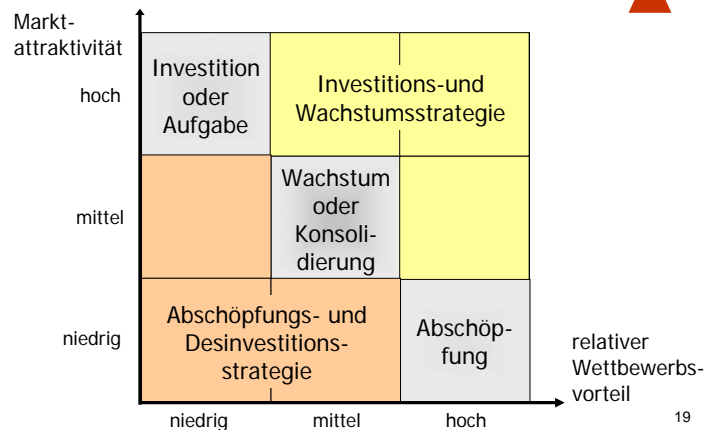 Markt-
attraktivität
hoch
Investition
oder
Aufgabe
Investitions-und
Wachstumsstrategie
mittel
Wachstum
oder
Konsoli-
dierung
niedrig
Abschöpfungs- und
Desinvestitions-
strategie
Abschöp-
fung
relativer
Wettbewerbs-
vorteil
niedrig
mittel
hoch
19